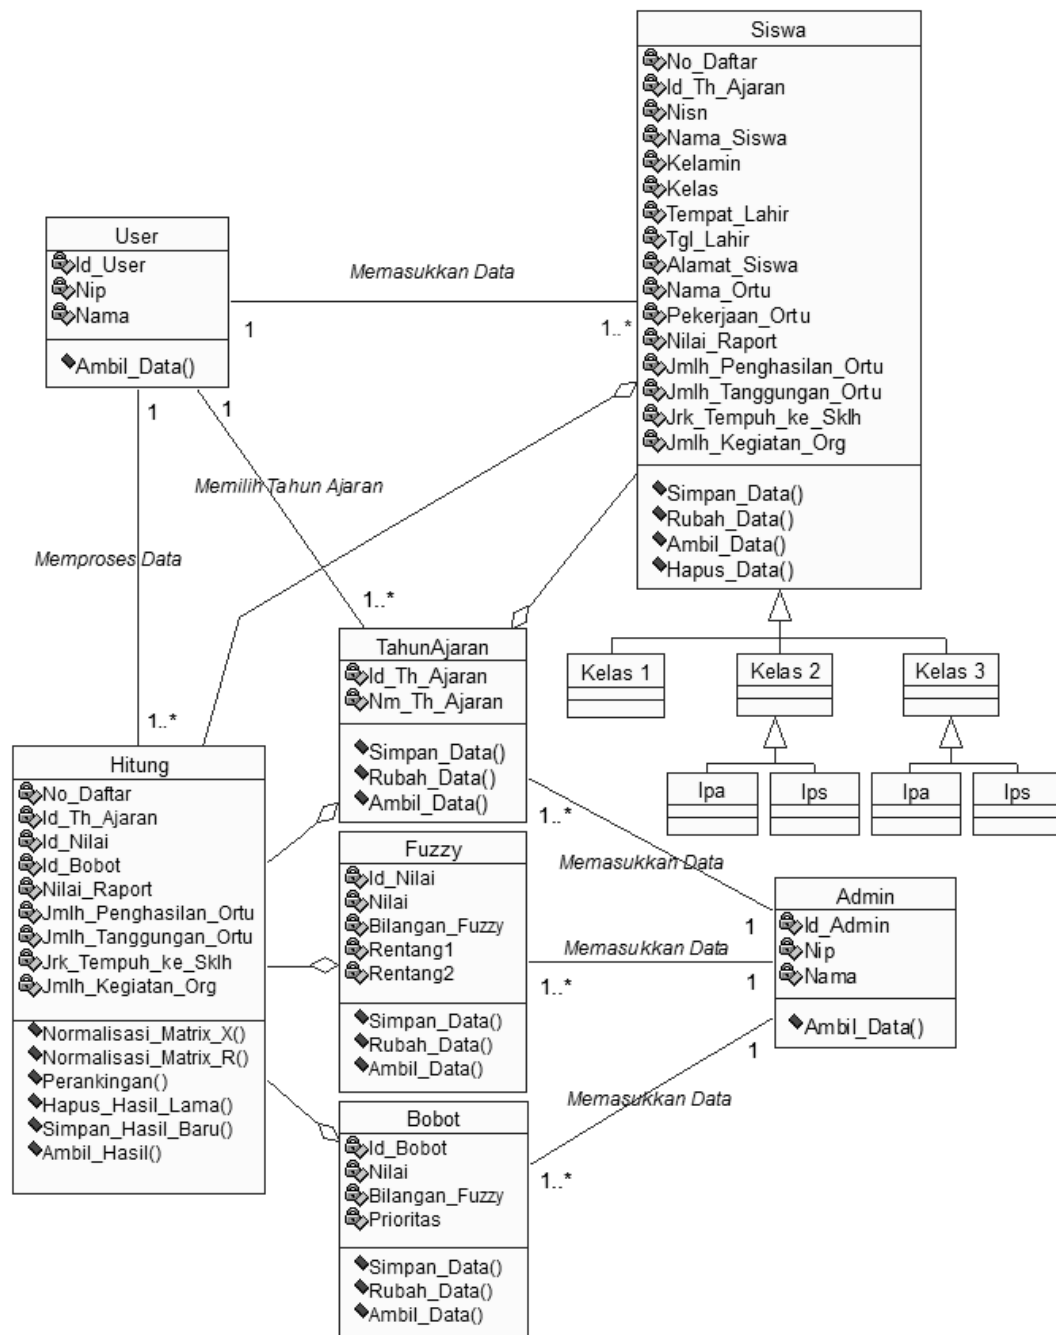 Siswa
No_Daftar
Id_Th_Ajaran
Nisn
Nama_Siswa
Kelamin
Kelas
Tempat_Lahir
Tgl_Lahir
Alamat_Siswa
Nama_Ortu
Pekerjaan_Ortu
Nilai_Raport
Jmlh_Penghasilan_Ortu
Jmlh_Tanggungan_Ortu
Jrk_Tempuh_ke_Sklh
Jmlh_Kegiatan_Org
Simpan_Data()
Rubah_Data()
Ambil_Data()
Hapus_Data()
User
Id_User
Nip
Nama
Ambil_Data()
Memasukkan Data
1
1..*
1
1
Memilih Tahun Ajaran
Memproses Data
1..*
1..*
TahunAjaran
Id_Th_Ajaran
Nm_Th_Ajaran
Simpan_Data()
Rubah_Data()
Ambil_Data()
Kelas 1
Kelas 2
Kelas 3
Ipa
Ips
Ipa
Ips
Hitung
No_Daftar
Id_Th_Ajaran
Id_Nilai
Id_Bobot
Nilai_Raport
Jmlh_Penghasilan_Ortu
Jmlh_Tanggungan_Ortu
Jrk_Tempuh_ke_Sklh
Jmlh_Kegiatan_Org
Normalisasi_Matrix_X()
Normalisasi_Matrix_R()
Perankingan()
Hapus_Hasil_Lama()
Simpan_Hasil_Baru()
Ambil_Hasil()
Fuzzy
Id_Nilai
Nilai
Bilangan_Fuzzy
Rentang1
Rentang2
Simpan_Data()
Rubah_Data()
Ambil_Data()
1..*
Memasukkan Data
1
Memasukkan Data
1..*
1
Admin
Id_Admin
Nip
Nama
Ambil_Data()
1
Memasukkan Data
1..*
Bobot
Id_Bobot
Nilai
Bilangan_Fuzzy
Prioritas
Simpan_Data()
Rubah_Data()
Ambil_Data()